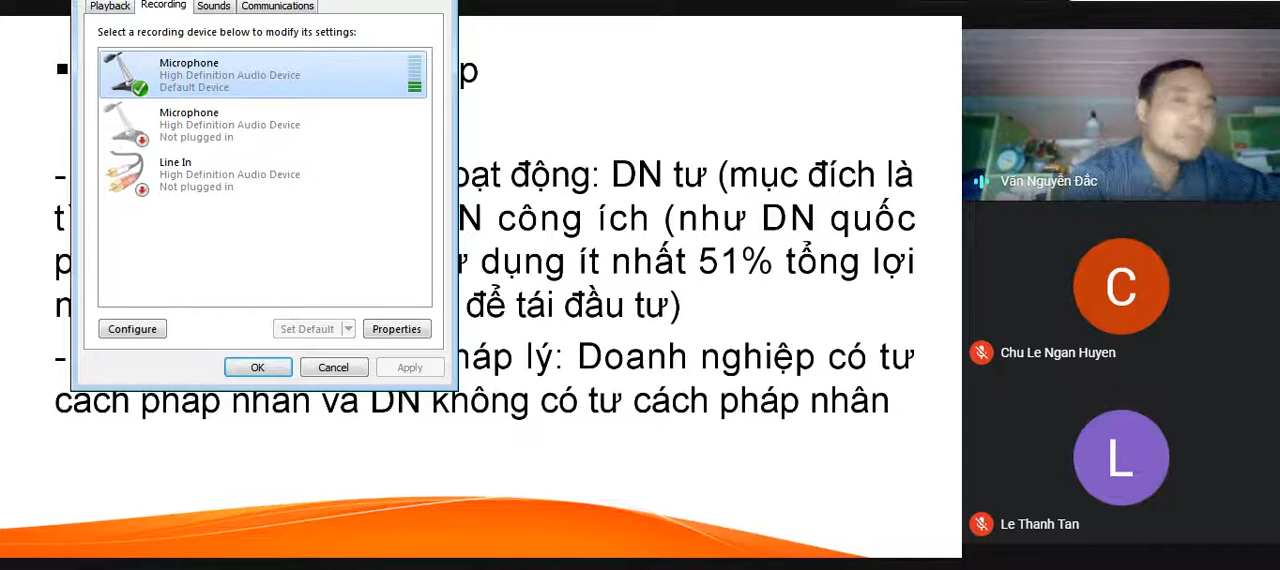 Playback
Recording
Sounds
Communications
Select a recording device below to modify its settings:
Microphone
High Definition Audio Device
Default Device
Microphone
High Definition Audio Device
Not plugged in
Line In
High Definition Audio Device
Not plugged in
Configure
Set Default
Properties
OK
Cancel
Apply
p
- oạt động: DN tư (mục đích là
N công ích (như DN quốc
dụng ít nhất 51% tổng lợi
để tái đầu tư)
- háp lý: Doanh nghiệp có tư
cách pháp nhân và DN không có tư cách pháp nhân
Văn Nguyễn Đắc
C
Chu Le Ngan Huyen
L
Le Thanh Tan